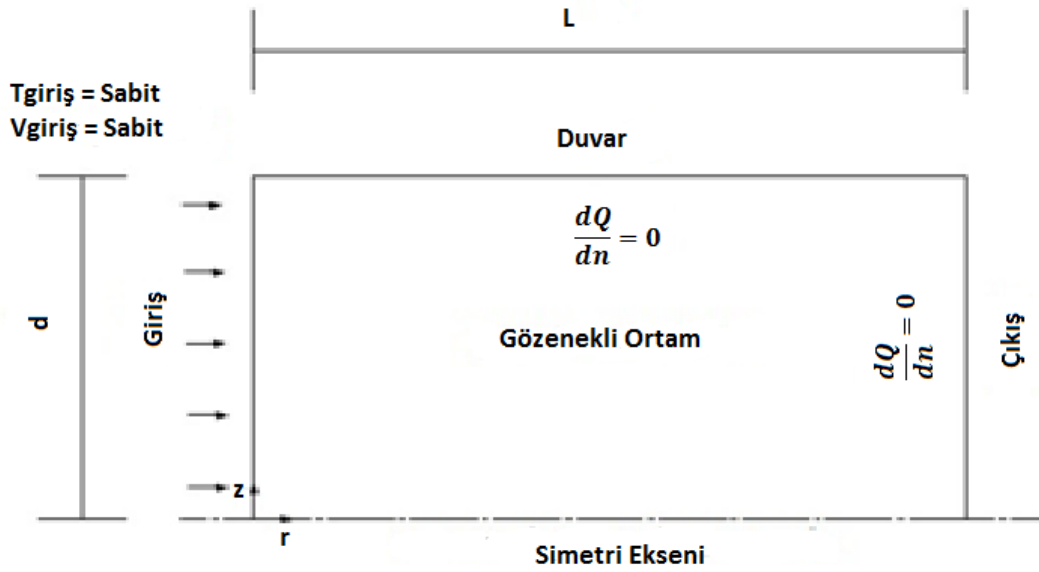 L
Tgiriş = Sabit
Vgiriş = Sabit
Duvar
dQ/dn = 0
d
Giriş
Gözenekli Ortam
dQ/dn = 0
Çıkış
z
r
Simetri Ekseni